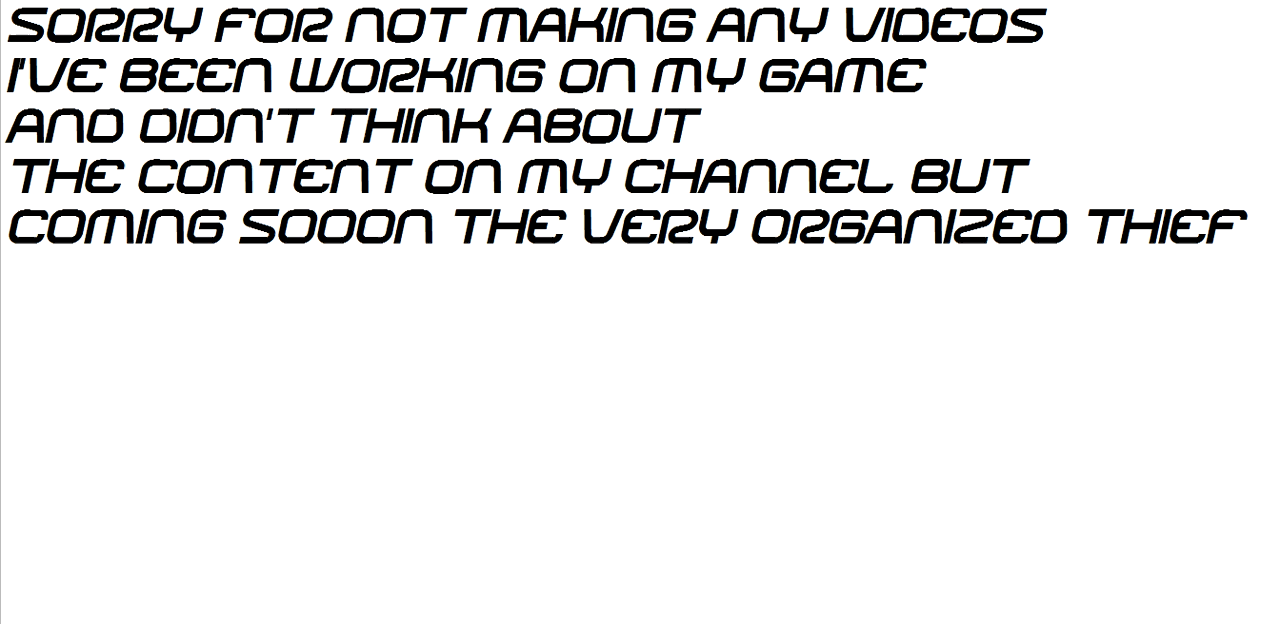 SORRY FOR NOT MAKING ANY VIDEOS
I'VE BEEN WORKING ON MY GAME
AND DIDN'T THINK ABOUT
THE CONTENT ON MY CHANNEL BUT
COMING SOOON THE VERY ORGANIZED THIEF